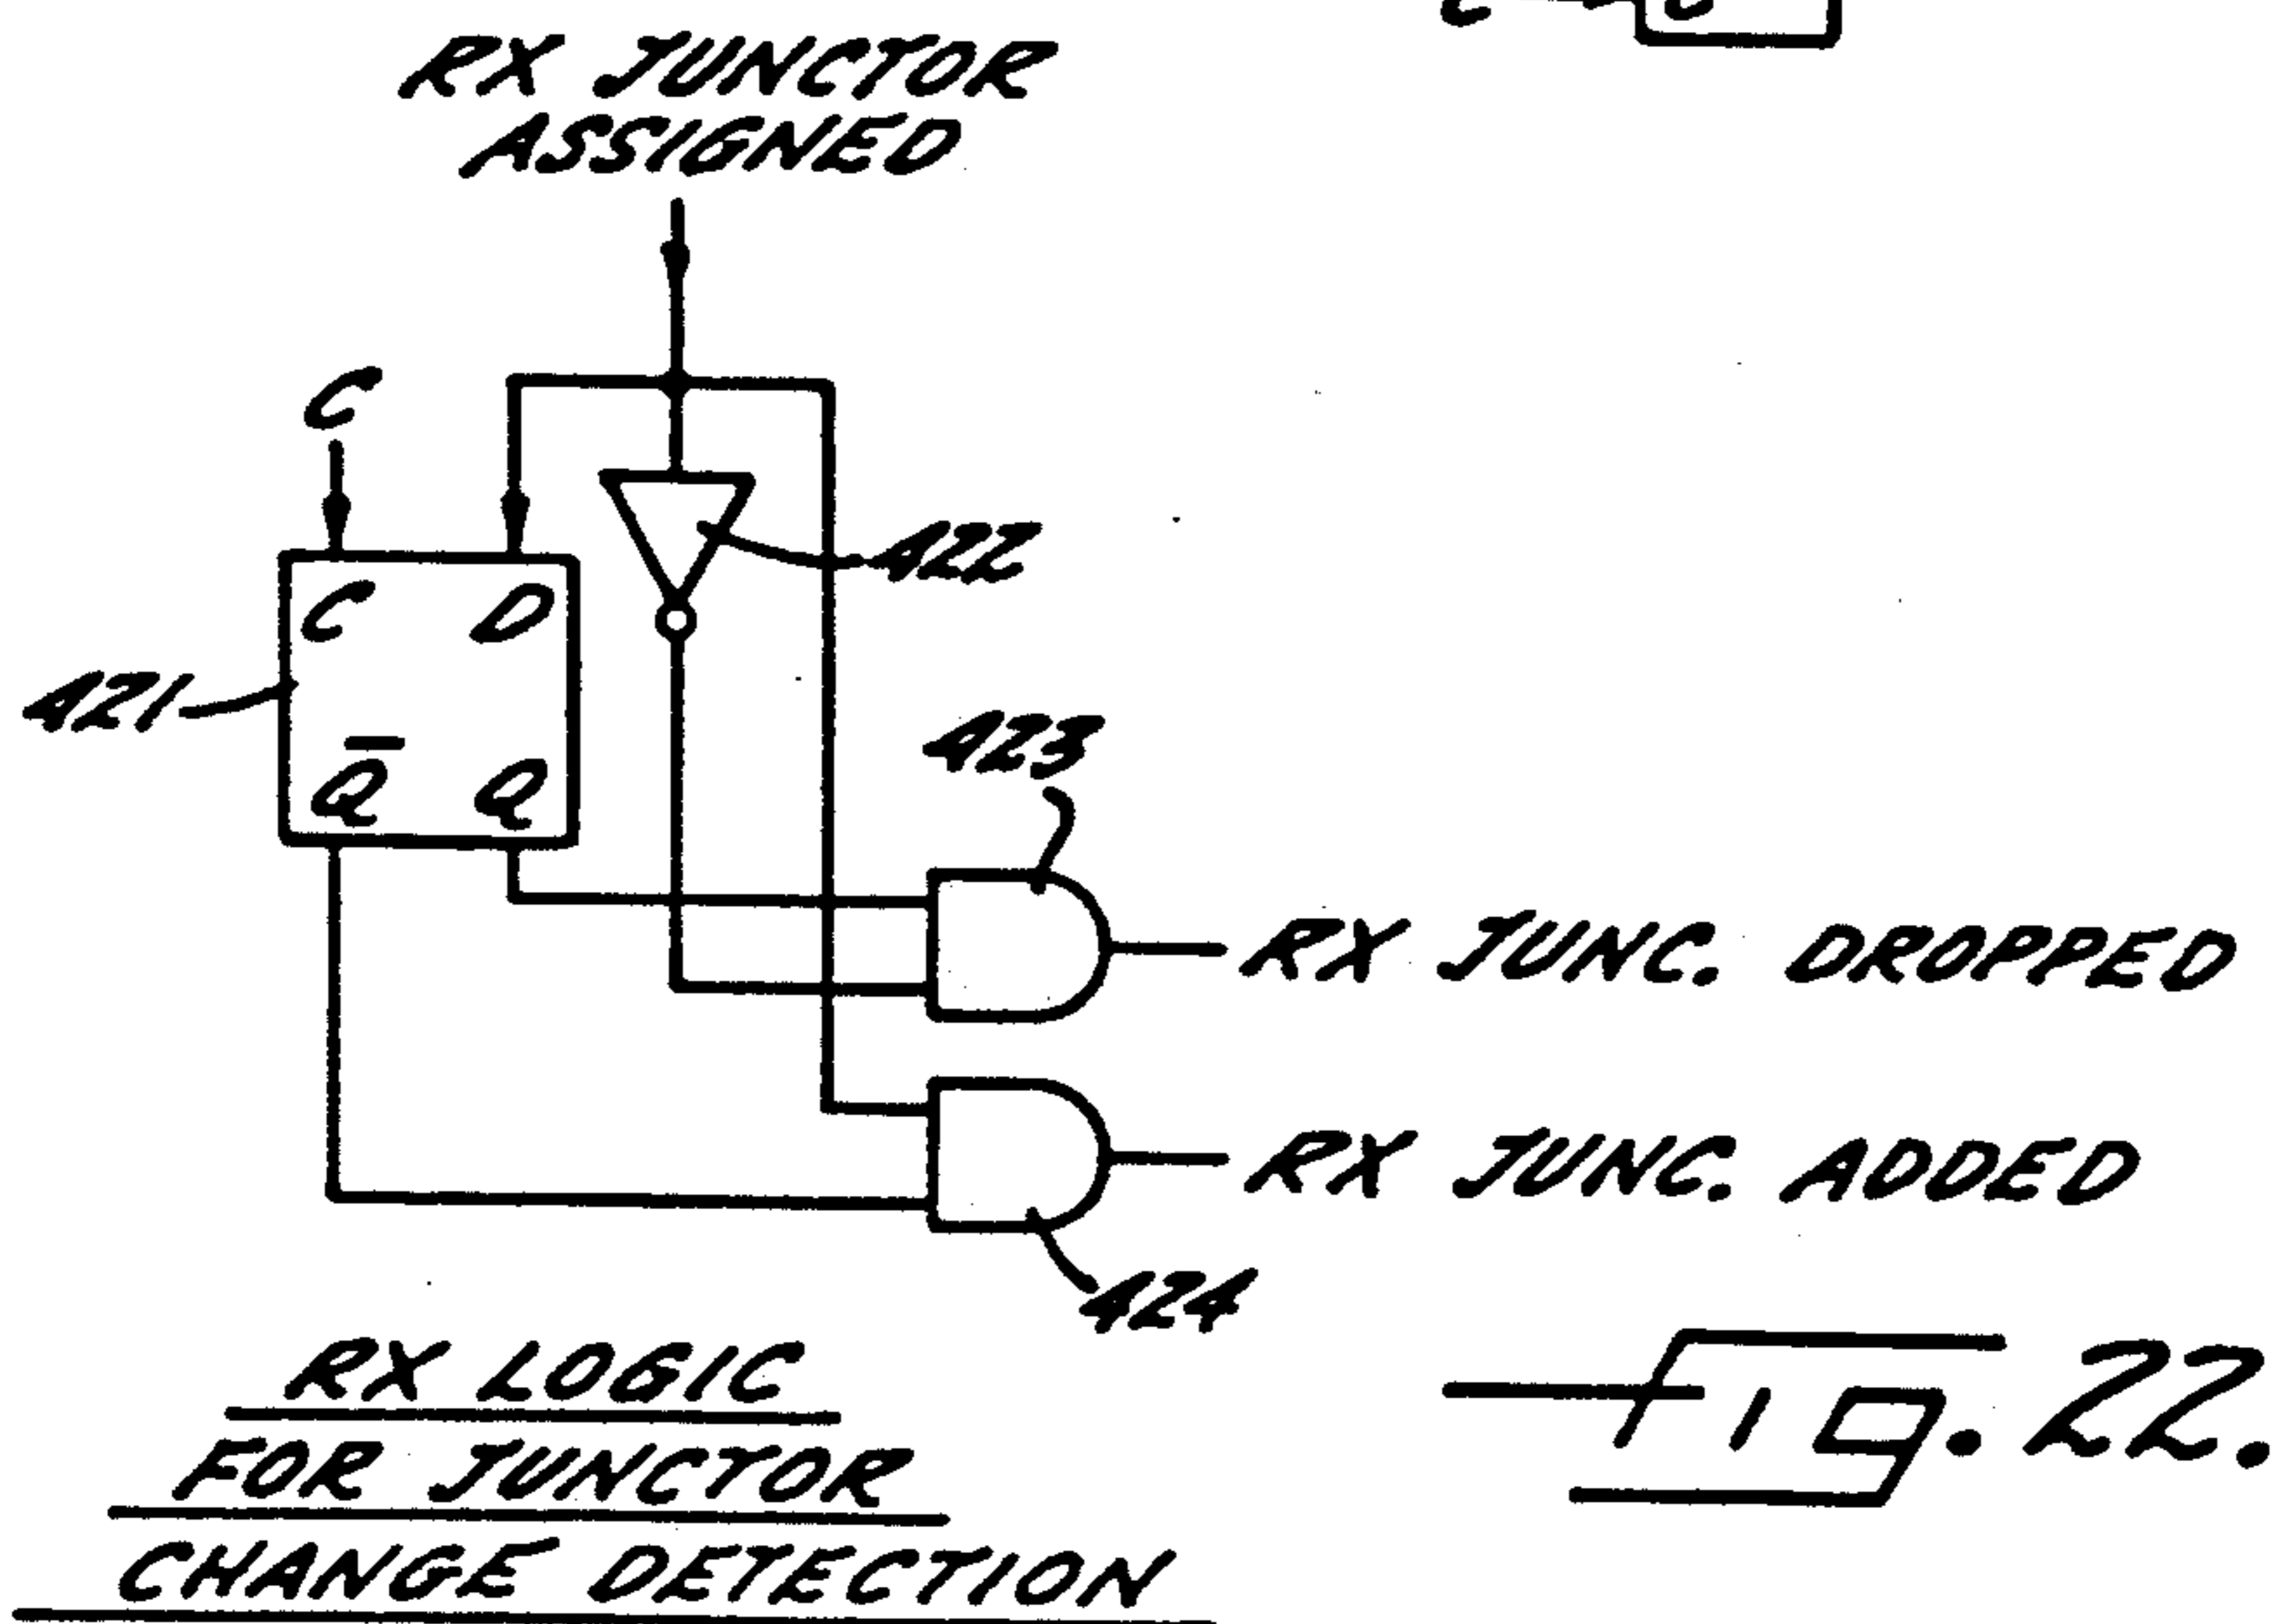 RX JUNCTOR
ASSIGNED
C
422
C D
421
Q̅ Q
423
RX JUNC. DROPPED
RX JUNC. ADDED
424
RX LOGIC
FOR JUNCTOR
CHANGE DETECTION
Fig. 22.